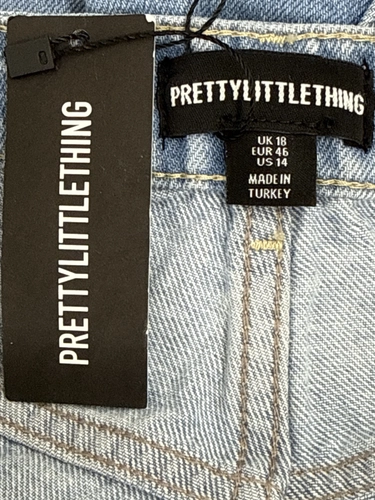 PRETTYLITTLETHING
PRETTYLITTLETHING
UK 18
EUR 46
US 14
MADE IN
TURKEY